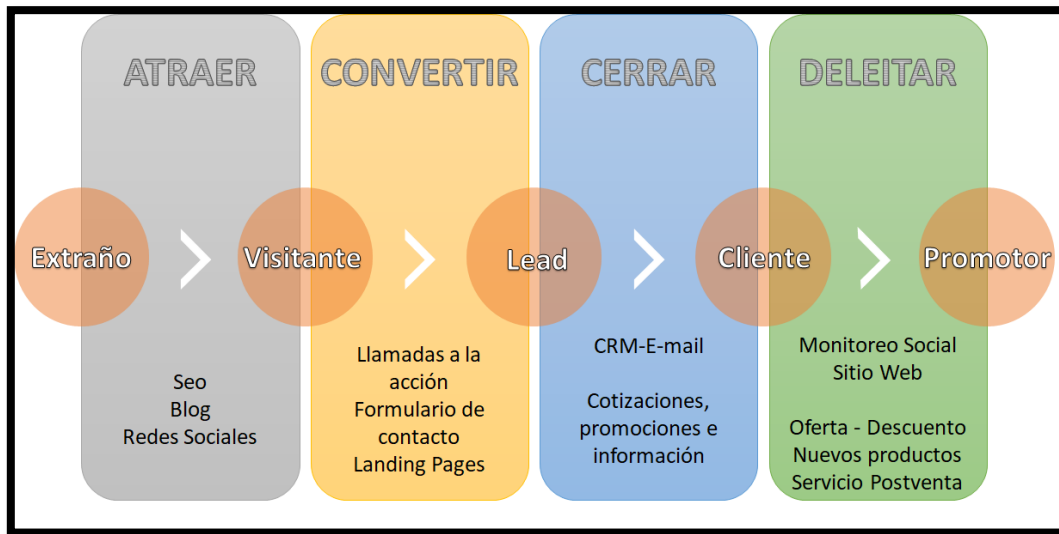 ATRAER
CONVERTIR
CERRAR
DELEITAR
Extraño
Visitante
Lead
Cliente
Promotor
Seo
Blog
Redes Sociales
Llamadas a la
acción
Formulario de
contacto
Landing Pages
CRM-E-mail
Cotizaciones,
promociones e
información
Monitoreo Social
Sitio Web
Oferta - Descuento
Nuevos productos
Servicio Postventa